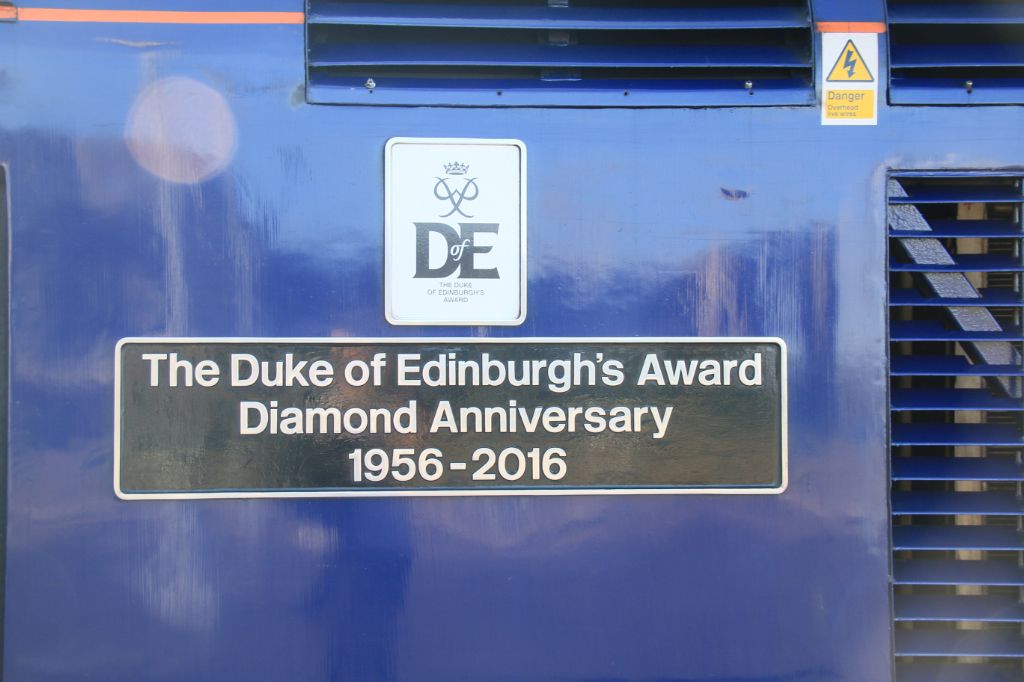 Danger
Overhead
live wires
DofE
THE DUKE
OF EDINBURGH'S
AWARD
The Duke of Edinburgh's Award
Diamond Anniversary
1956-2016